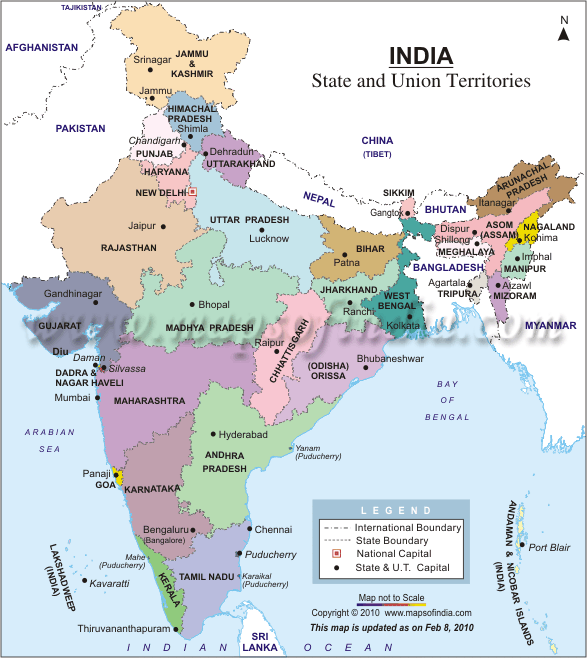 TAJIKISTAN
AFGHANISTAN
INDIA
State and Union Territories
N
JAMMU
&
KASHMIR
Srinagar
Jammu
HIMACHAL
PRADESH
Shimla
PAKISTAN
Chandigarh
PUNJAB
Dehradun
UTTARAKHAND
CHINA
(TIBET)
HARYANA
NEW DELHI
NEPAL
SIKKIM
Gangtok
BHUTAN
ARUNACHAL
PRADESH
Itanagar
Jaipur
RAJASTHAN
UTTAR PRADESH
Lucknow
BIHAR
Patna
Dispur
Shillong
ASOM
(ASSAM)
NAGALAND
Kohima
MEGHALAYA
BANGLADESH
Imphal
MANIPUR
Agartala
TRIPURA
Aizawl
MIZORAM
MYANMAR
Gandhinagar
GUJARAT
Bhopal
MADHYA PRADESH
JHARKHAND
Ranchi
WEST
BENGAL
Kolkata
www.mapsofindia.com
Diu
Daman
Silvassa
DADRA &
NAGAR HAVELI
Mumbai
MAHARASHTRA
Raipur
CHHATTISGARH
(ODISHA)
ORISSA
Bhubaneshwar
ARABIAN
SEA
BAY
OF
BENGAL
Hyderabad
ANDHRA
PRADESH
Yanam
(Puducherry)
Panaji
GOA
KARNATAKA
Bengaluru
(Bangalore)
Chennai
Mahe
(Puducherry)
Puducherry
TAMIL NADU
Karaikal
(Puducherry)
KERALA
Thiruvananthapuram
LAKSHADWEEP
(INDIA)
Kavaratti
ANDAMAN & NICOBAR ISLANDS
(INDIA)
Port Blair
LEGEND
International Boundary
State Boundary
National Capital
State & U.T. Capital
Map not to Scale
Copyright © 2010 www.mapsofindia.com
This map is updated as on Feb 8, 2010
SRI
LANKA
INDIAN OCEAN